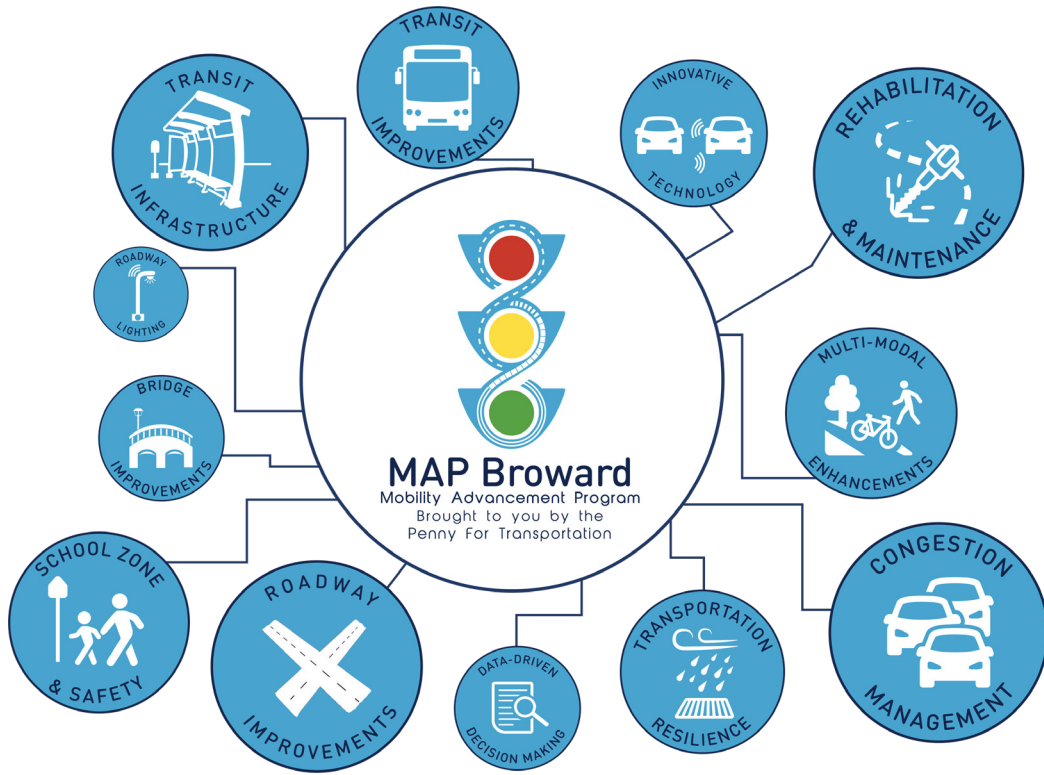 TRANSIT
IMPROVEMENTS
TRANSIT
INFRASTRUCTURE
INNOVATIVE
TECHNOLOGY
REHABILITATION
& MAINTENANCE
ROADWAY
LIGHTING
MULTI-MODAL
ENHANCEMENTS
BRIDGE
IMPROVEMENTS
MAP Broward
Mobility Advancement Program
Brought to you by the
Penny For Transportation
SCHOOL ZONE
& SAFETY
ROADWAY
IMPROVEMENTS
DATA-DRIVEN
DECISION MAKING
TRANSPORTATION
RESILIENCE
CONGESTION
MANAGEMENT